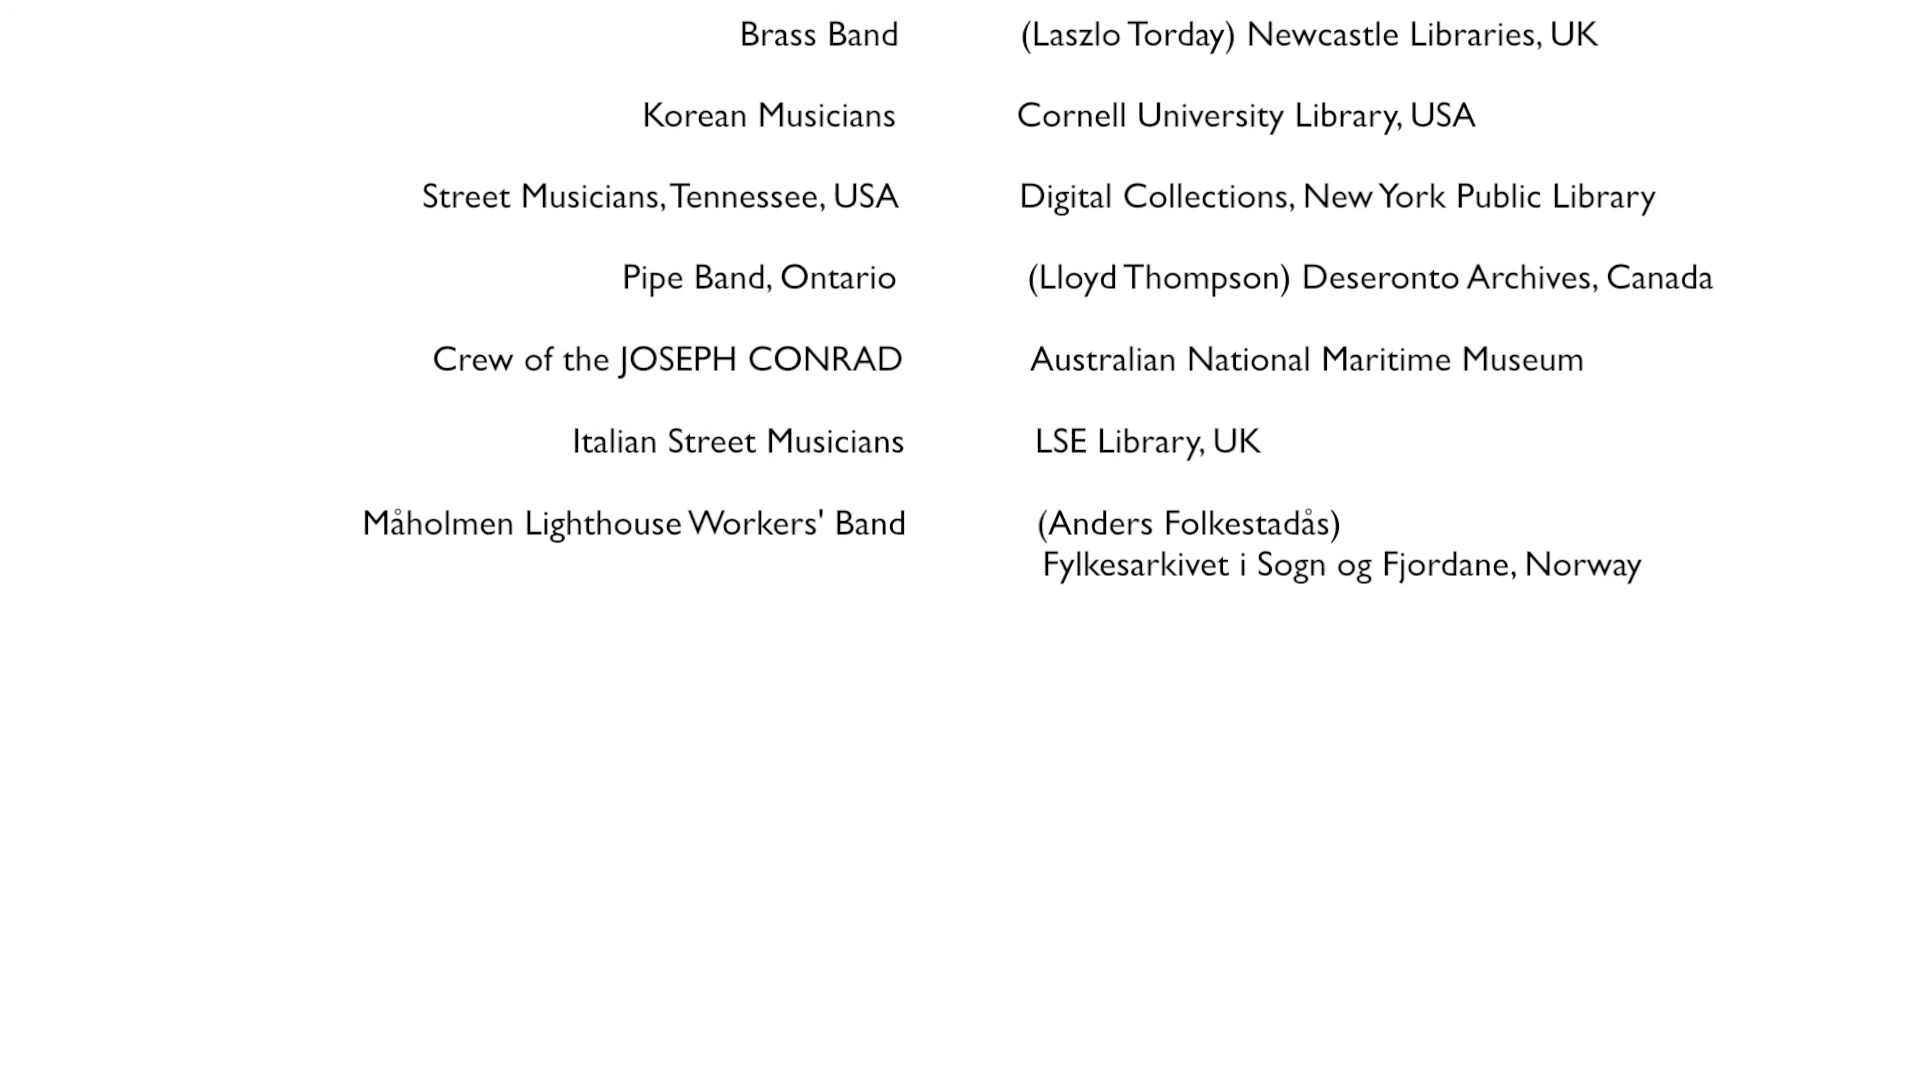 Brass Band (Laszlo Torday) Newcastle Libraries, UK
Korean Musicians Cornell University Library, USA
Street Musicians, Tennessee, USA Digital Collections, New York Public Library
Pipe Band, Ontario (Lloyd Thompson) Deseronto Archives, Canada
Crew of the JOSEPH CONRAD Australian National Maritime Museum
Italian Street Musicians LSE Library, UK
Måholmen Lighthouse Workers' Band (Anders Folkestadås)
Fylkesarkivet i Sogn og Fjordane, Norway